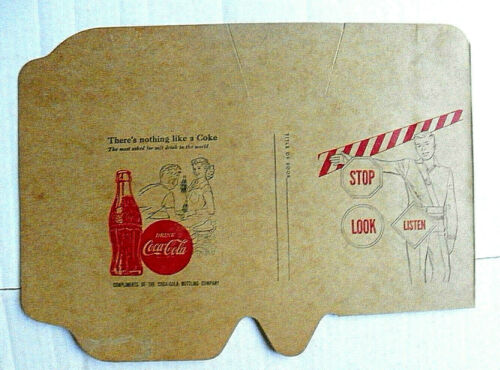 There's nothing like a Coke
The most asked for soft drink in the world
DRINK
Coca-Cola
COMPLIMENTS OF THE COCA-COLA BOTTLING COMPANY
TITLE OF BOOK
STOP
LOOK
LISTEN